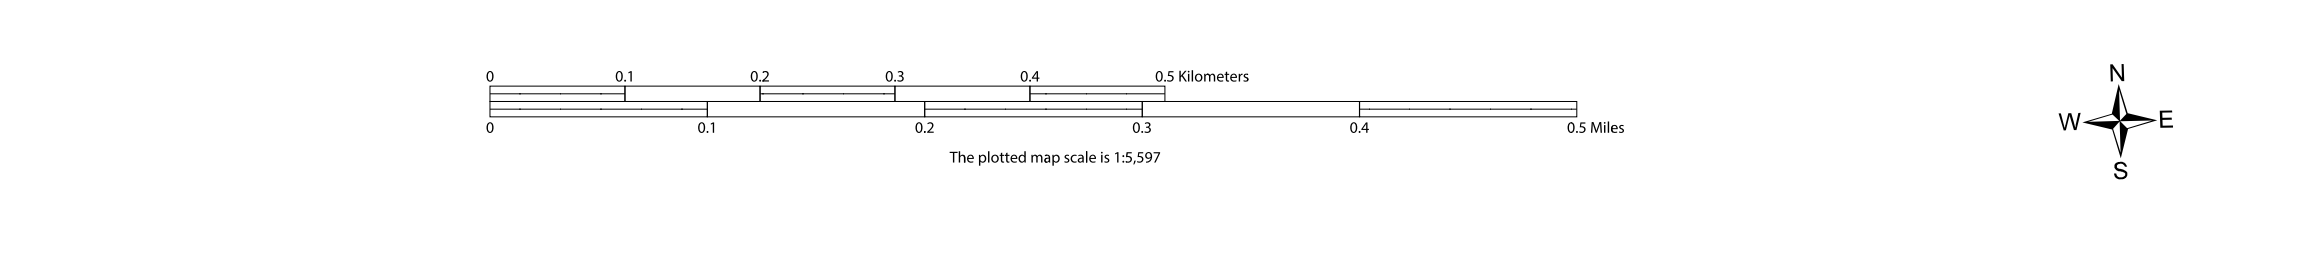 0 0.1 0.2 0.3 0.4 0.5 Kilometers
0 0.1 0.2 0.3 0.4 0.5 Miles
The plotted map scale is 1:5,597
N
W E
S